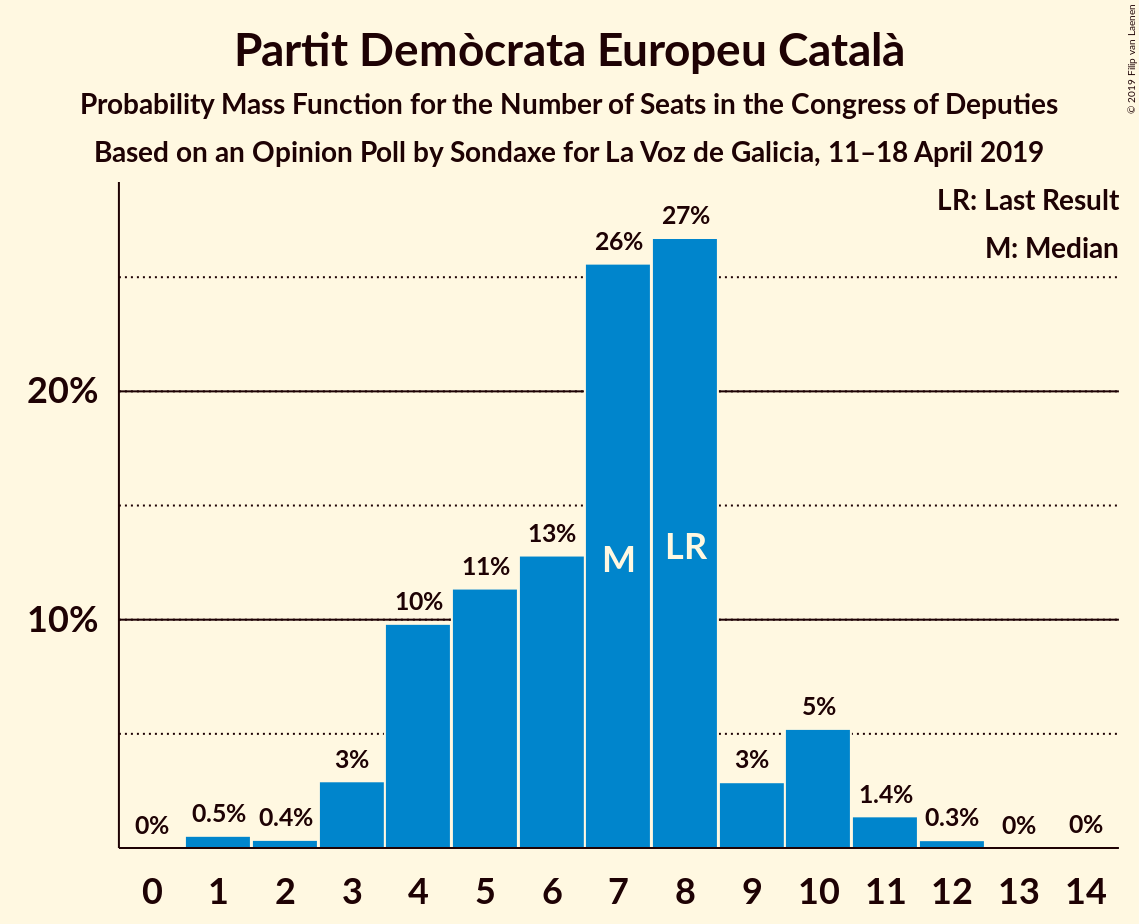 Partit Demòcrata Europeu Català
Probability Mass Function for the Number of Seats in the Congress of Deputies
Based on an Opinion Poll by Sondaxe for La Voz de Galicia, 11–18 April 2019
© 2019 Filip van Laenen
LR: Last Result
M: Median
20%
10%
0%
0.5%
0.4%
3%
10%
11%
13%
26%
27%
3%
5%
1.4%
0.3%
0%
0%
M
LR
0 1 2 3 4 5 6 7 8 9 10 11 12 13 14